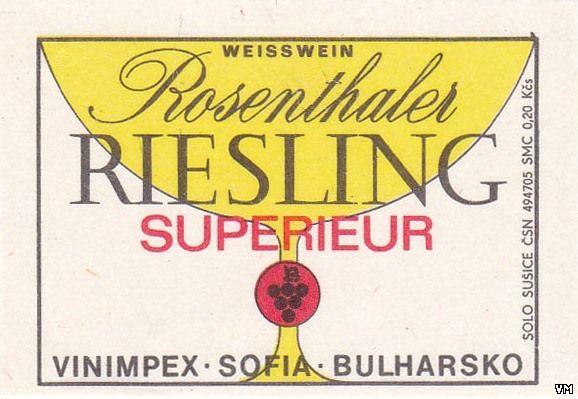 WEISSWEIN
Rosenthaler
RIESLING
SUPERIEUR
VINIMPEX · SOFIA · BULHARSKO
SOLO SUŠICE ČSN 494705 SMC 0,20 Kčs
VM